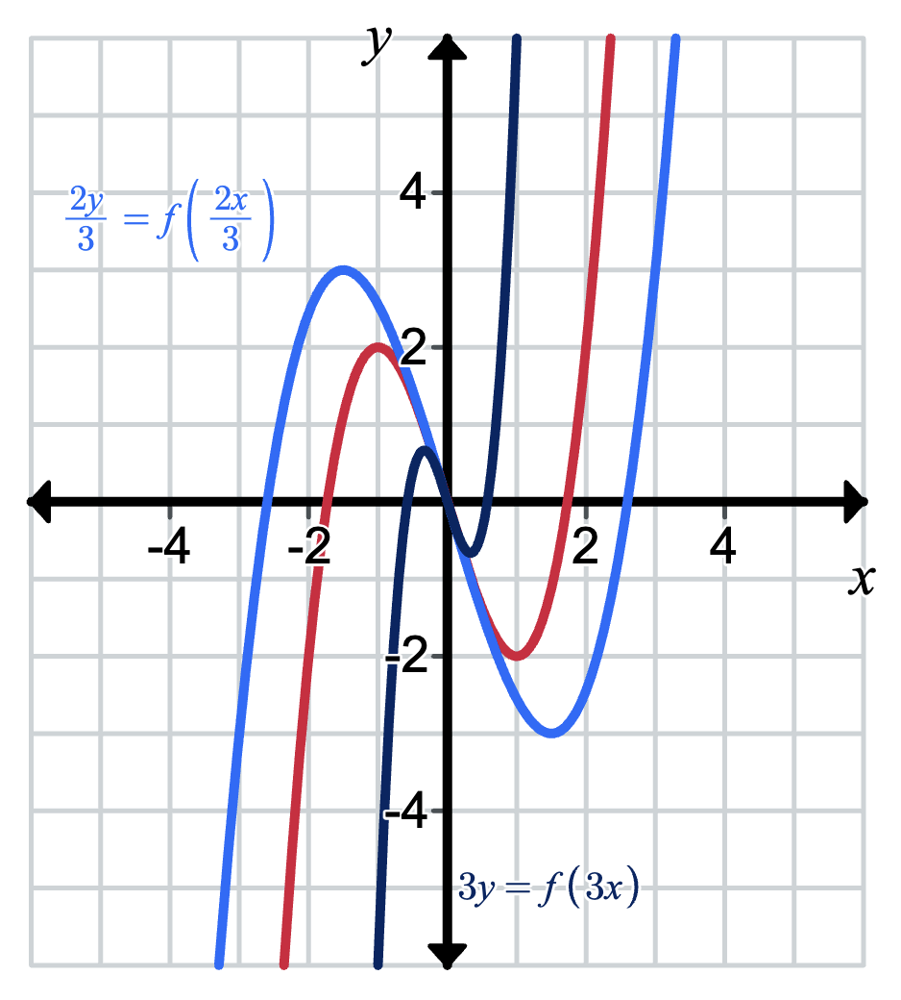 y
4
2y/3 = f(2x/3)
2
-4 -2 2 4
x
-2
-4
3y = f(3x)